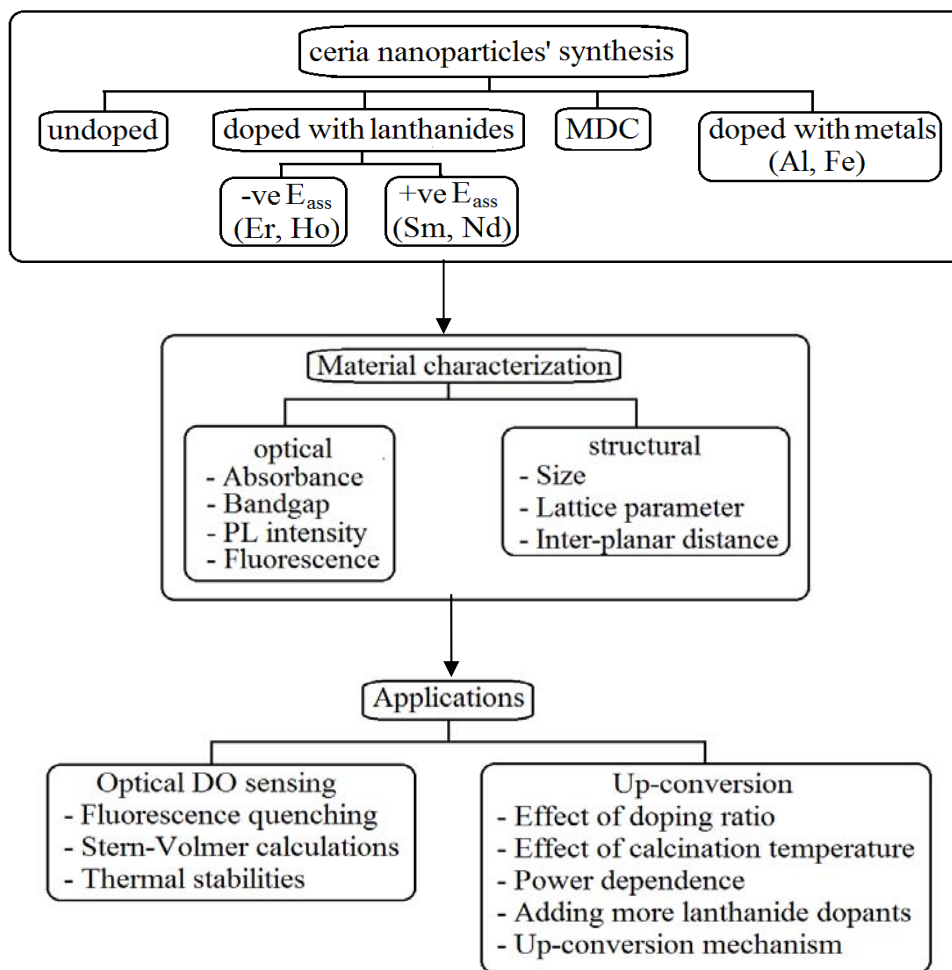 ceria nanoparticles' synthesis
undoped
doped with lanthanides
MDC
doped with metals
(Al, Fe)
-ve E_ass
(Er, Ho)
+ve E_ass
(Sm, Nd)
Material characterization
optical
- Absorbance
- Bandgap
- PL intensity
- Fluorescence
structural
- Size
- Lattice parameter
- Inter-planar distance
Applications
Optical DO sensing
- Fluorescence quenching
- Stern-Volmer calculations
- Thermal stabilities
Up-conversion
- Effect of doping ratio
- Effect of calcination temperature
- Power dependence
- Adding more lanthanide dopants
- Up-conversion mechanism